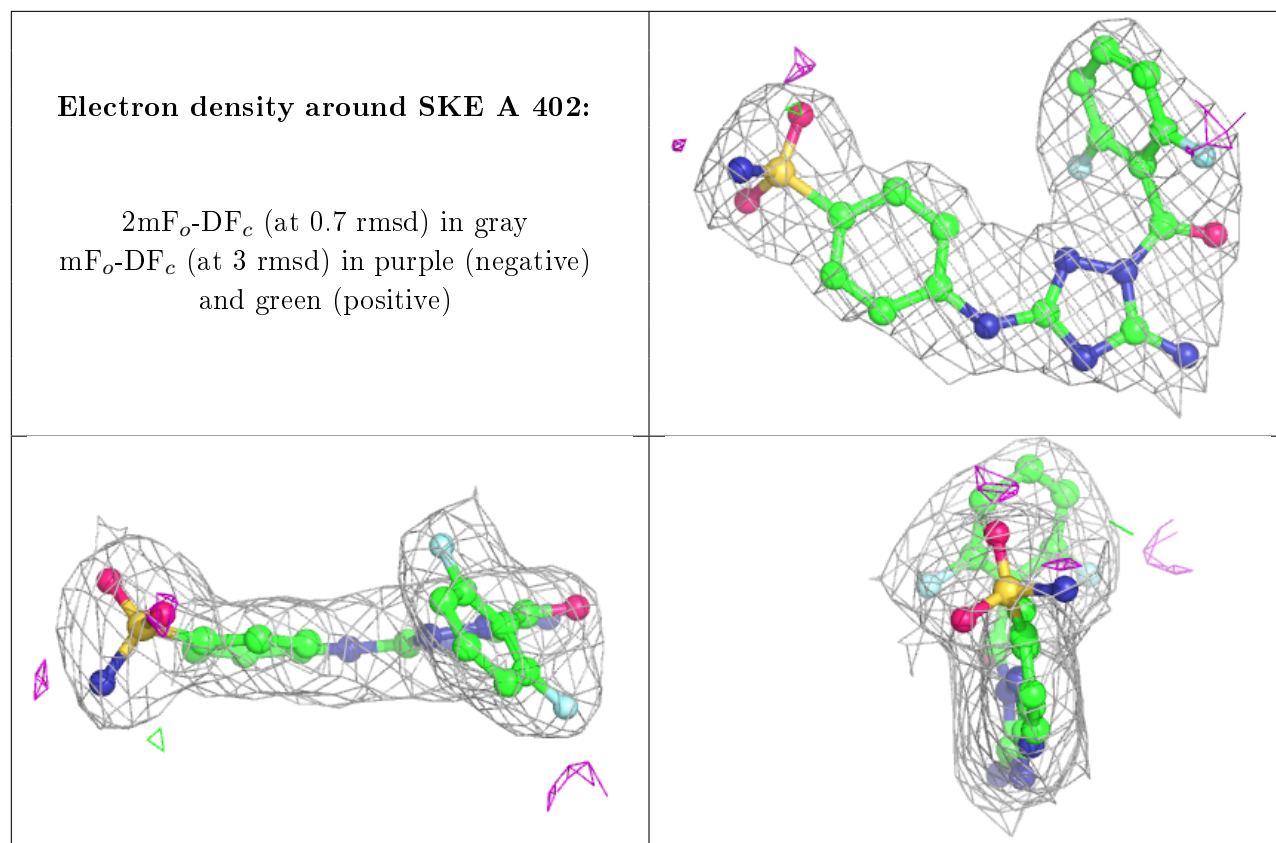 Electron density around SKE A 402:
2mFₒ-DF𝒸 (at 0.7 rmsd) in gray
mFₒ-DF𝒸 (at 3 rmsd) in purple (negative)
and green (positive)